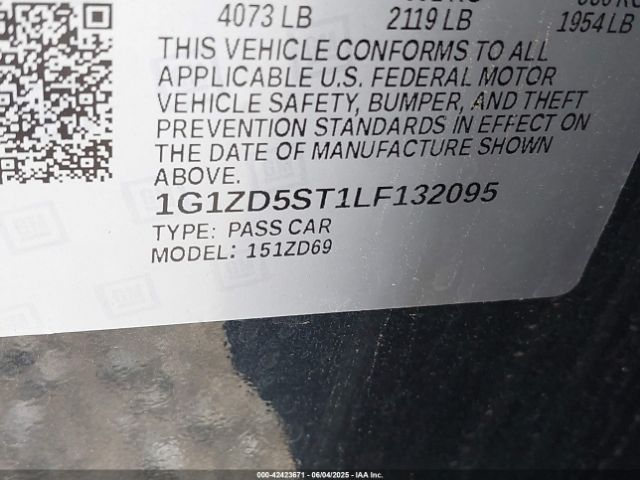 4073 LB 2119 LB 1954 LB
THIS VEHICLE CONFORMS TO ALL
APPLICABLE U.S. FEDERAL MOTOR
VEHICLE SAFETY, BUMPER, AND THEFT
PREVENTION STANDARDS IN EFFECT ON
THE DATE OF MANUFACTURE SHOWN
ABOVE.
1G1ZD5ST1LF132095
TYPE: PASS CAR
MODEL: 151ZD69
000-42423671 - 06/04/2025 - IAA Inc.